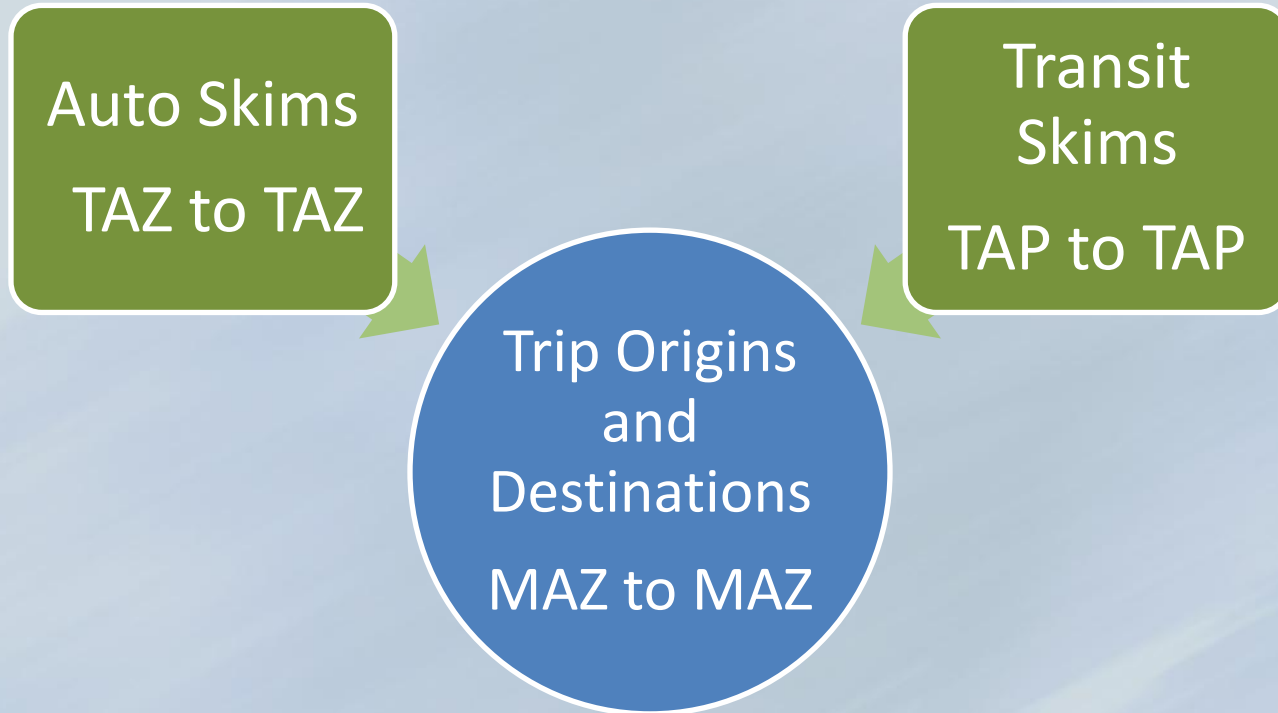 Auto Skims
TAZ to TAZ
Transit
Skims
TAP to TAP
Trip Origins
and
Destinations
MAZ to MAZ